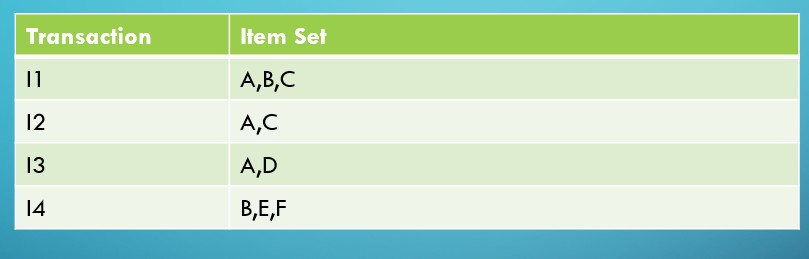 Transaction Item Set
I1 A,B,C
I2 A,C
I3 A,D
I4 B,E,F